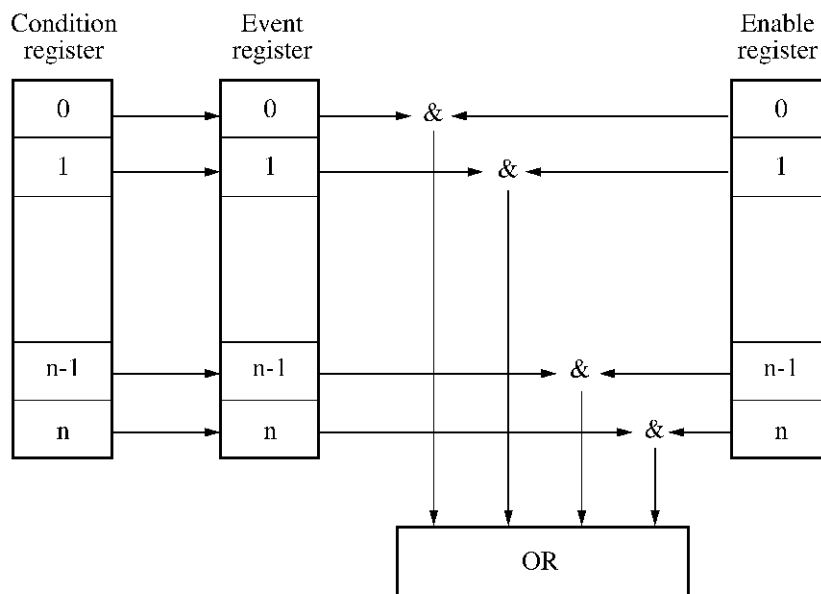 Condition
register
Event
register
Enable
register
0
0
&
0
1
1
&
1
n-1
n-1
&
n-1
n
n
&
n
OR